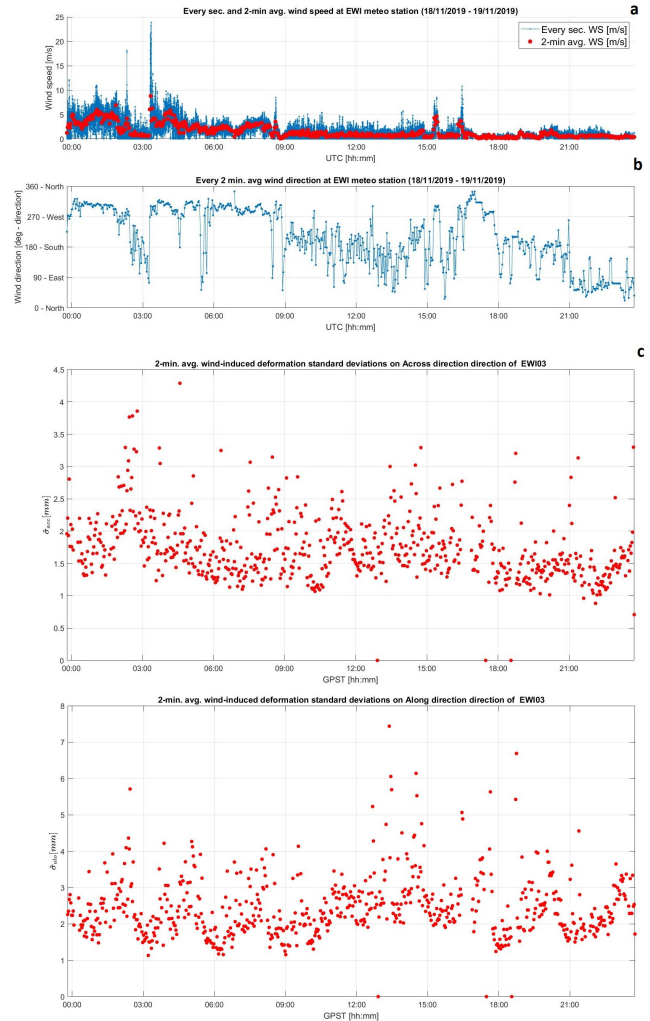 a
Every sec. and 2-min avg. wind speed at EWI meteo station (18/11/2019 - 19/11/2019)
Every sec. WS [m/s]
2-min avg. WS [m/s]
Wind speed [m/s]
25
20
15
10
5
0
00:00 03:00 06:00 09:00 12:00 15:00 18:00 21:00
UTC [hh:mm]
b
Every 2 min. avg wind direction at EWI meteo station (18/11/2019 - 19/11/2019)
Wind direction [deg - direction]
360 - North
270 - West
180 - South
90 - East
0 - North
00:00 03:00 06:00 09:00 12:00 15:00 18:00 21:00
UTC [hh:mm]
c
2-min. avg. wind-induced deformation standard deviations on Across direction direction of EWI03
4.5
4
3.5
3
2.5
2
1.5
1
0.5
0
00:00 03:00 06:00 09:00 12:00 15:00 18:00 21:00
GPST [hh:mm]
2-min. avg. wind-induced deformation standard deviations on Along direction direction of EWI03
8
7
6
5
4
3
2
1
0
00:00 03:00 06:00 09:00 12:00 15:00 18:00 21:00
GPST [hh:mm]